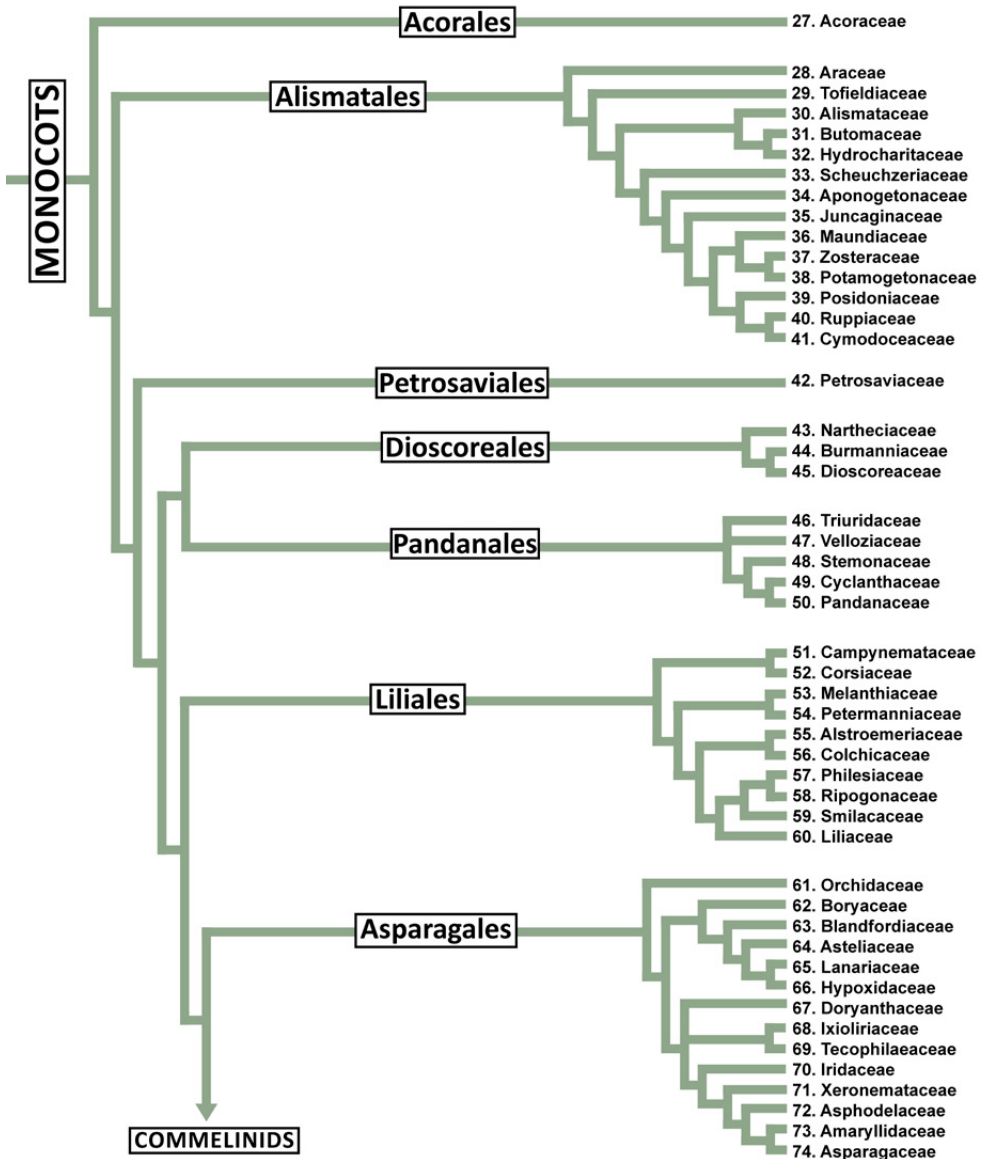 Acorales
27. Acoraceae
MONOCOTS
Alismatales
28. Araceae
29. Tofieldiaceae
30. Alismataceae
31. Butomaceae
32. Hydrocharitaceae
33. Scheuchzeriaceae
34. Aponogetonaceae
35. Juncaginaceae
36. Maundiaceae
37. Zosteraceae
38. Potamogetonaceae
39. Posidoniaceae
40. Ruppiaceae
41. Cymodoceaceae
Petrosaviales
42. Petrosaviaceae
Dioscoreales
43. Nartheciaceae
44. Burmanniaceae
45. Dioscoreaceae
Pandanales
46. Triuridaceae
47. Velloziaceae
48. Stemonaceae
49. Cyclanthaceae
50. Pandanaceae
Liliales
51. Campynemataceae
52. Corsiaceae
53. Melanthiaceae
54. Petermanniaceae
55. Alstroemeriaceae
56. Colchicaceae
57. Philesiaceae
58. Ripogonaceae
59. Smilacaceae
60. Liliaceae
Asparagales
61. Orchidaceae
62. Boryaceae
63. Blandfordiaceae
64. Asteliaceae
65. Lanariaceae
66. Hypoxidaceae
67. Doryanthaceae
68. Ixioliriaceae
69. Tecophilaeaceae
70. Iridaceae
71. Xeronemataceae
72. Asphodelaceae
73. Amaryllidaceae
74. Asparagaceae
COMMELINIDS